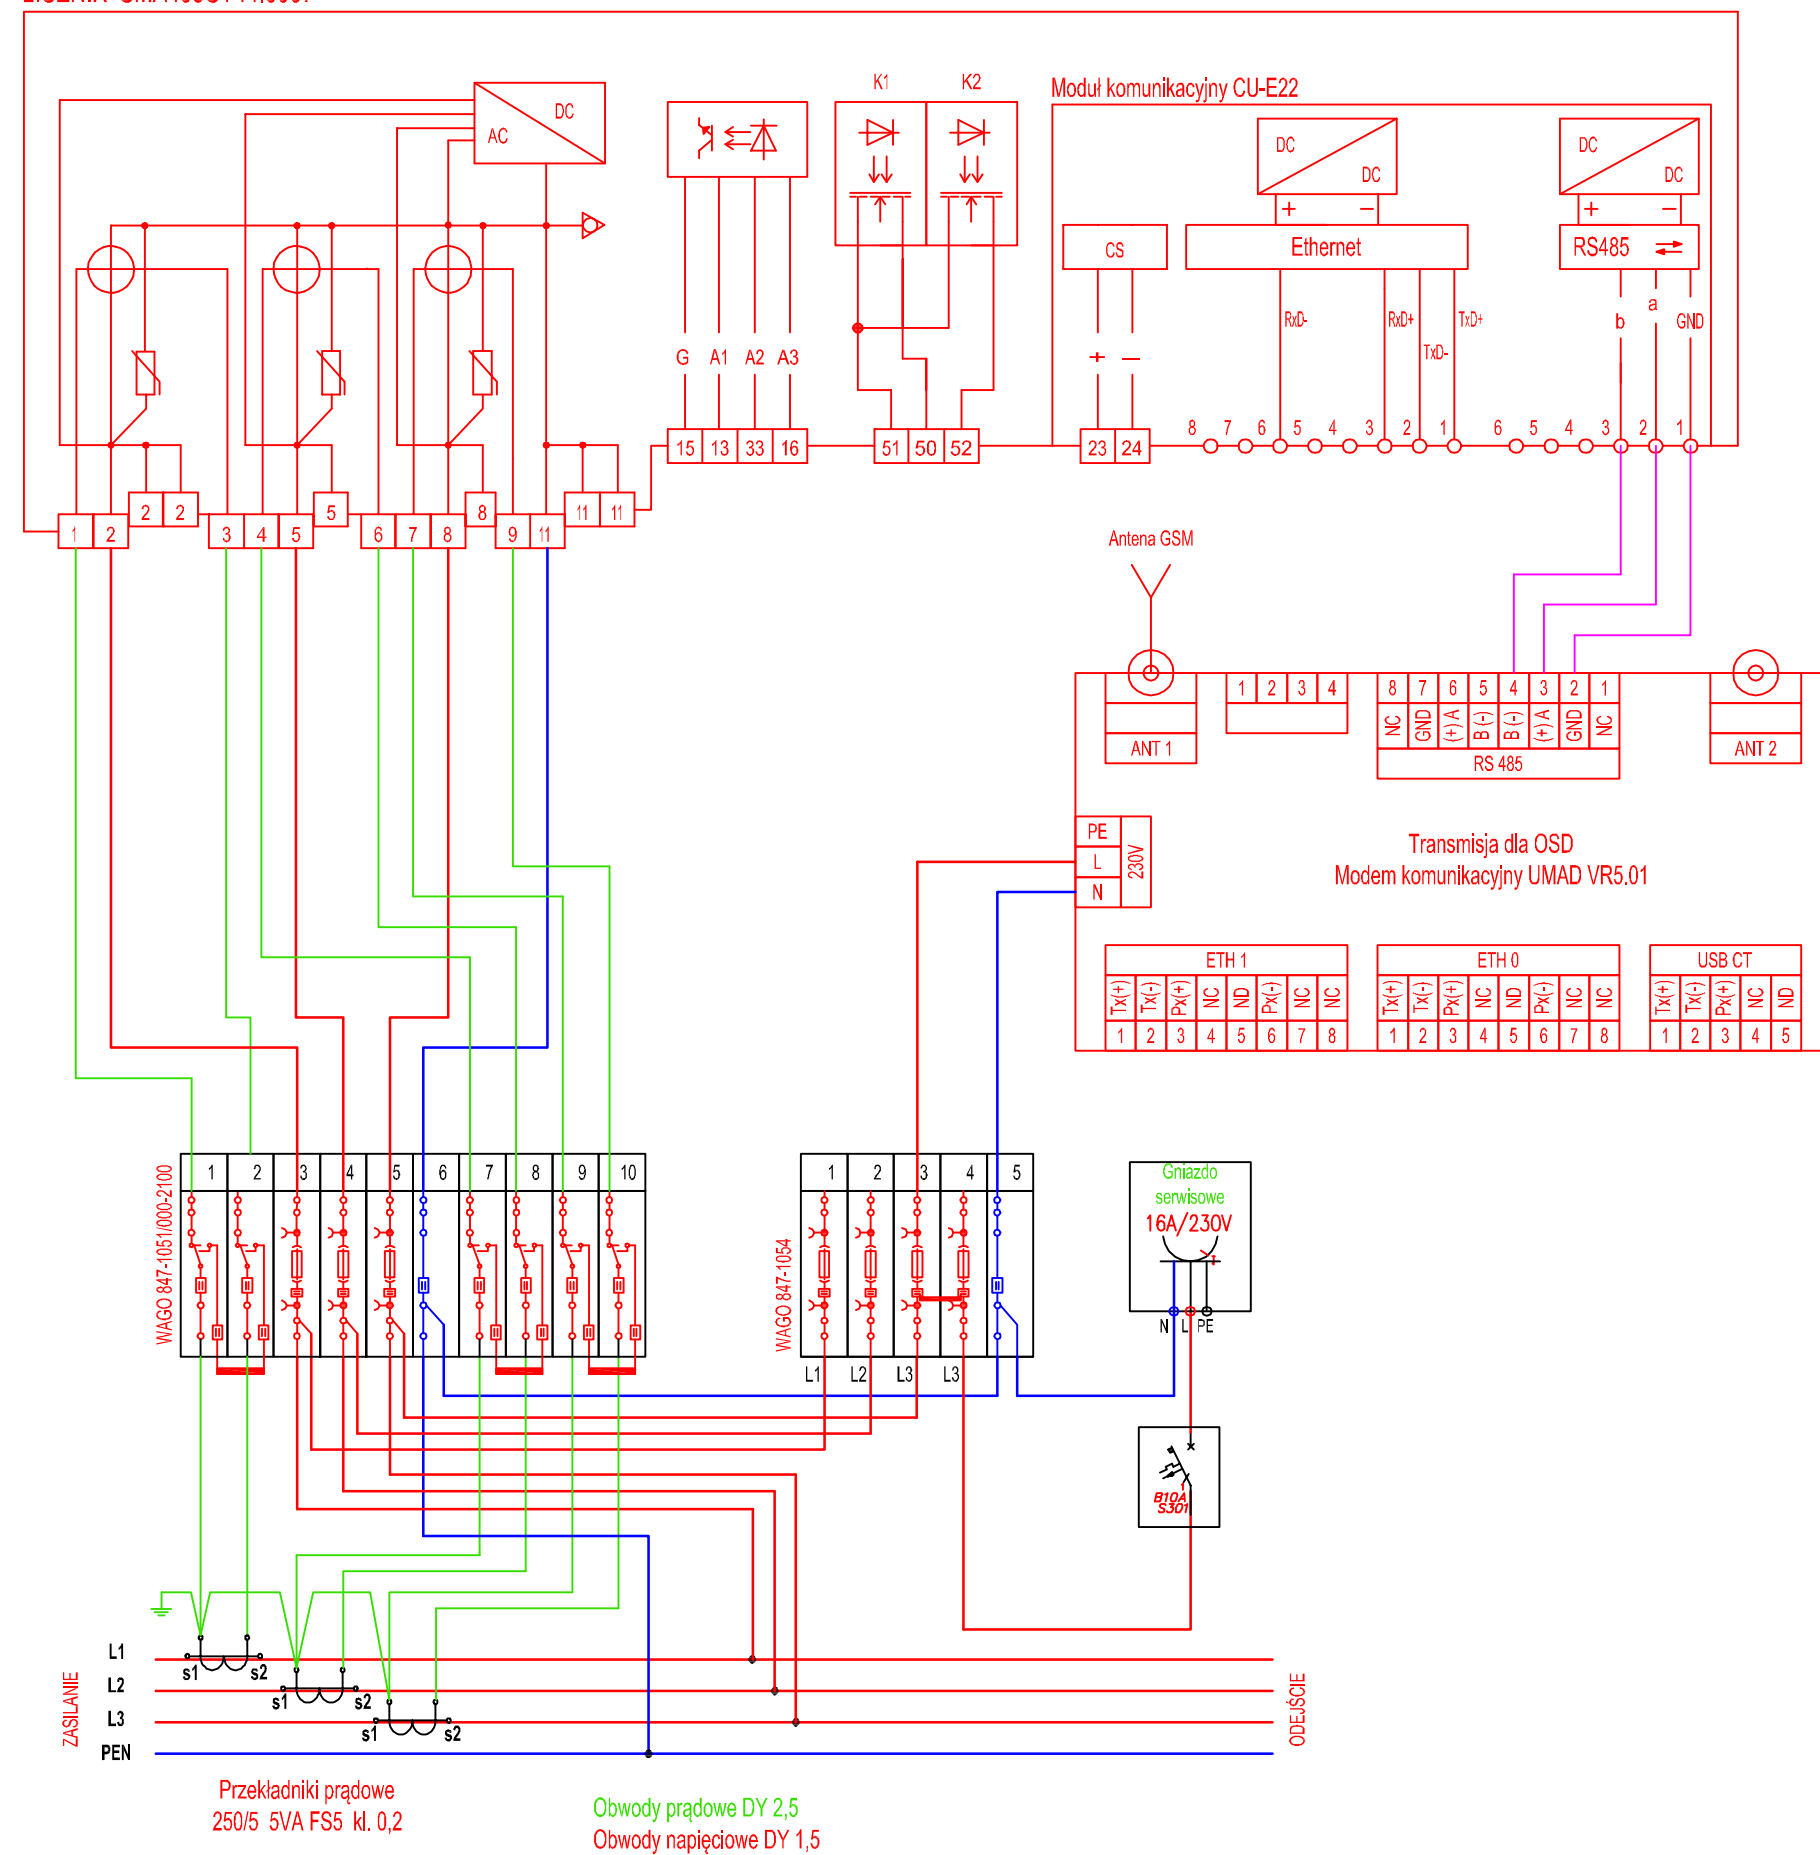 K1 K2
Moduł komunikacyjny CU-E22
DC
AC
DC
DC
DC
DC
+ − + −
CS
Ethernet
RS485
RxD- RxD+ TxD- TxD+
b a GND
G A1 A2 A3
+ −
8 7 6 5 4 3 2 1 6 5 4 3 2 1
15 13 33 16 51 50 52 23 24
2 2 5 8 11 11
1 2 3 4 5 6 7 8 9 11
Antena GSM
1 2 3 4
8 7 6 5 4 3 2 1
NC GND (+) A B (-) B (-) (+) A GND NC
ANT 1
RS 485
ANT 2
PE
L
N
230V
Transmisja dla OSD
Modem komunikacyjny UMAD VR5.01
ETH 1
Tx(+) Tx(-) Px(+) NC ND Px(-) NC NC
1 2 3 4 5 6 7 8
ETH 0
Tx(+) Tx(-) Px(+) NC ND Px(-) NC NC
1 2 3 4 5 6 7 8
USB CT
Tx(+) Tx(-) Px(+) NC ND
1 2 3 4 5
WAGO 847-1051/000-2100
1 2 3 4 5 6 7 8 9 10
WAGO 847-1054
1 2 3 4 5
L1 L2 L3 L3
Gniazdo
serwisowe
16A/230V
N L PE
B10A
S301
ZASILANIE
L1
L2
L3
PEN
s1 s2
s1 s2
s1 s2
ODEJŚCIE
Przekładniki prądowe
250/5 5VA FS5 kl. 0,2
Obwody prądowe DY 2,5
Obwody napięciowe DY 1,5